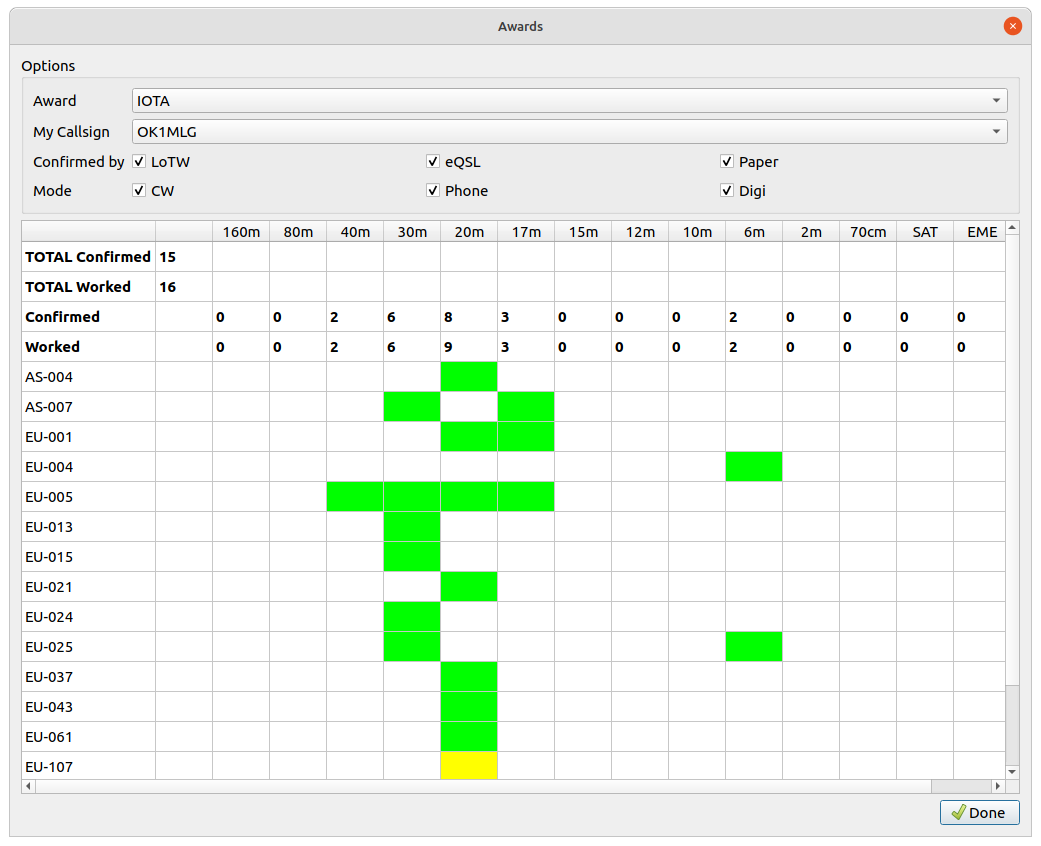 Awards
Options
Award IOTA
My Callsign OK1MLG
Confirmed by LoTW eQSL Paper
Mode CW Phone Digi
160m 80m 40m 30m 20m 17m 15m 12m 10m 6m 2m 70cm SAT EME
TOTAL Confirmed 15
TOTAL Worked 16
Confirmed 0 0 2 6 8 3 0 0 0 2 0 0 0 0
Worked 0 0 2 6 9 3 0 0 0 2 0 0 0 0
AS-004
AS-007
EU-001
EU-004
EU-005
EU-013
EU-015
EU-021
EU-024
EU-025
EU-037
EU-043
EU-061
EU-107
Done